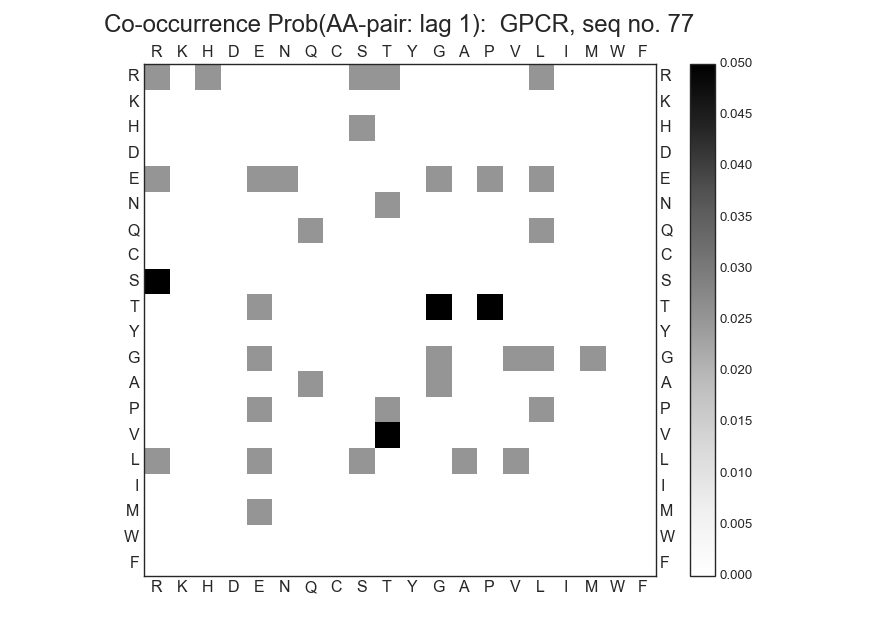 Co-occurrence Prob(AA-pair: lag 1):  GPCR, seq no. 77
R K H D E N Q C S T Y G A P V L I M W F
R R 0.050
K K 0.045
H H
D D 0.040
E E
N N 0.035
Q Q
C C 0.030
S S
T T 0.025
Y Y
G G 0.020
A A
P P 0.015
V V
L L 0.010
I I
M M 0.005
W W
F F 0.000
R K H D E N Q C S T Y G A P V L I M W F